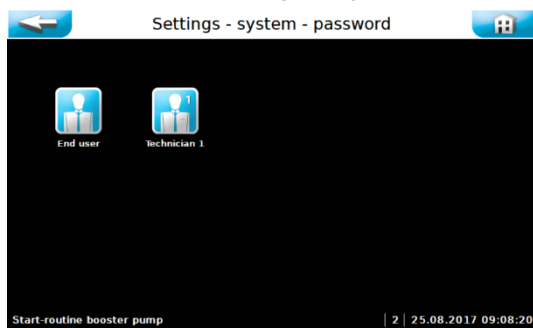 Settings - system - password
1
End user
Technician 1
Start-routine booster pump
2
25.08.2017 09:08:20